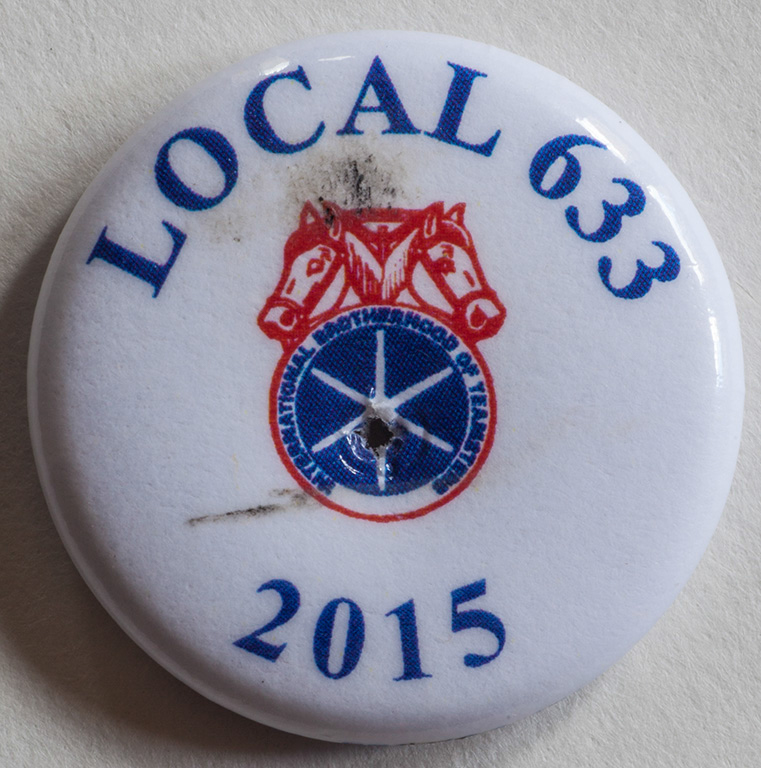 LOCAL 633
INTERNATIONAL BROTHERHOOD OF TEAMSTERS
2015